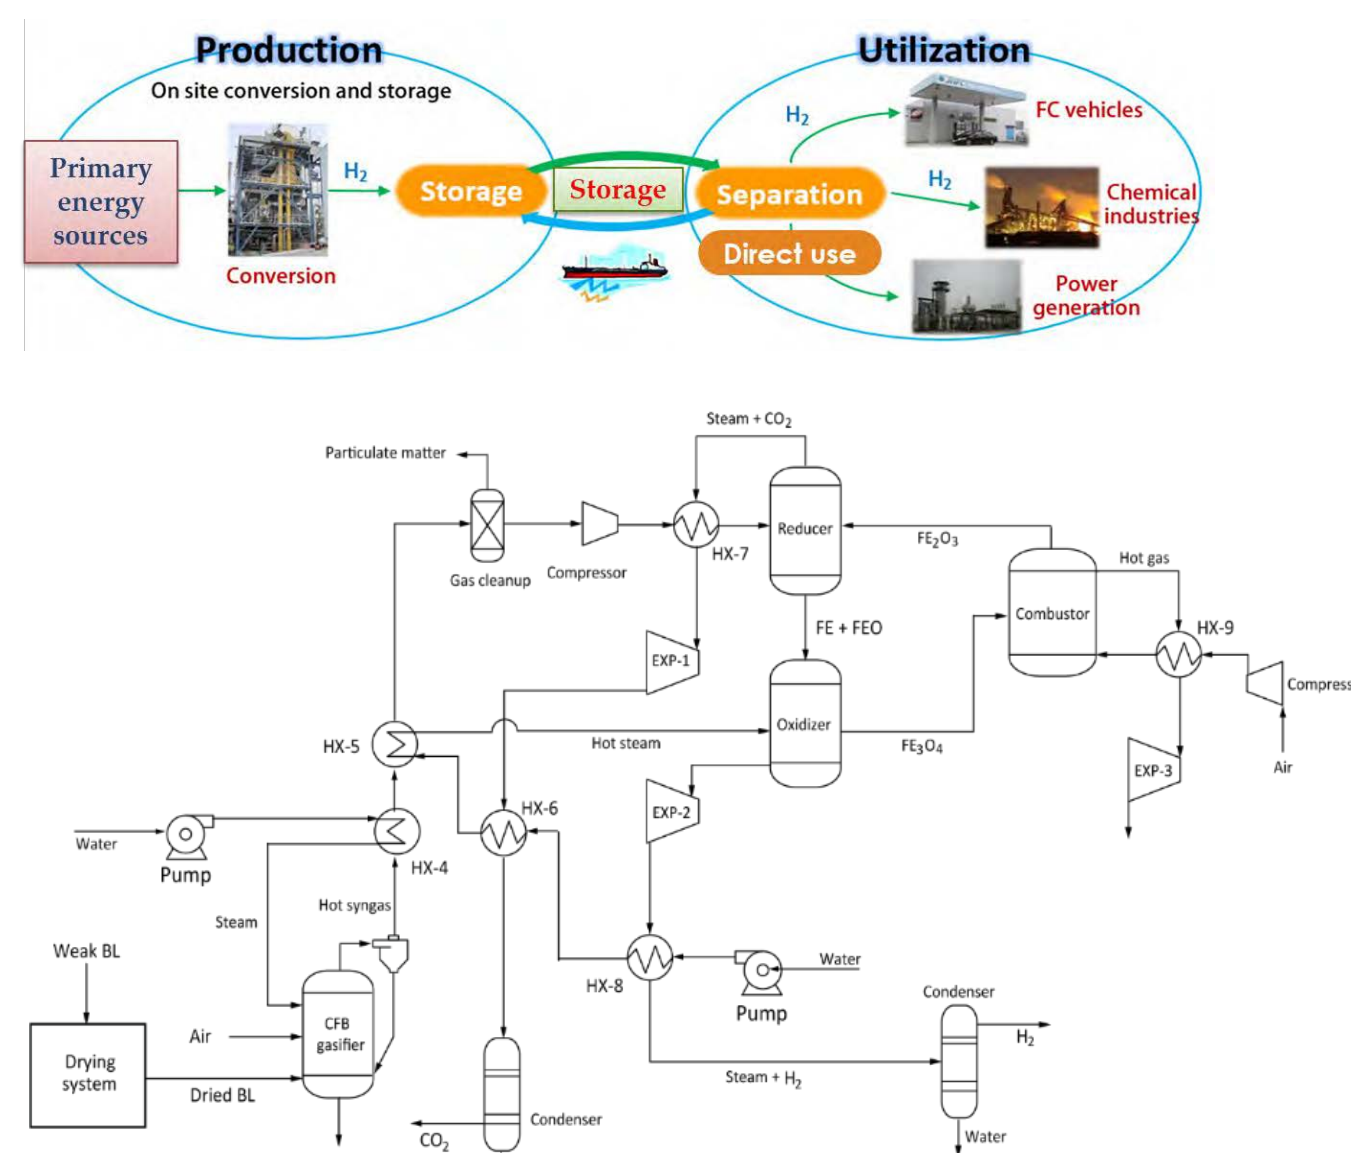 Production
Utilization
On site conversion and storage
Primary
energy
sources
H2
Conversion
Storage
Storage
Separation
Direct use
H2
FC vehicles
H2
Chemical
industries
Power
generation
Steam + CO2
Particulate matter
Gas cleanup
Compressor
HX-7
Reducer
FE2O3
Hot gas
Combustor
HX-9
Compress
Air
EXP-3
FE + FEO
EXP-1
Oxidizer
HX-5
Hot steam
FE3O4
EXP-2
HX-6
Water
Pump
HX-4
Steam
Hot syngas
Weak BL
Water
HX-8
Pump
Condenser
H2
CFB
gasifier
Air
Drying
system
Dried BL
Steam + H2
Condenser
CO2
Water